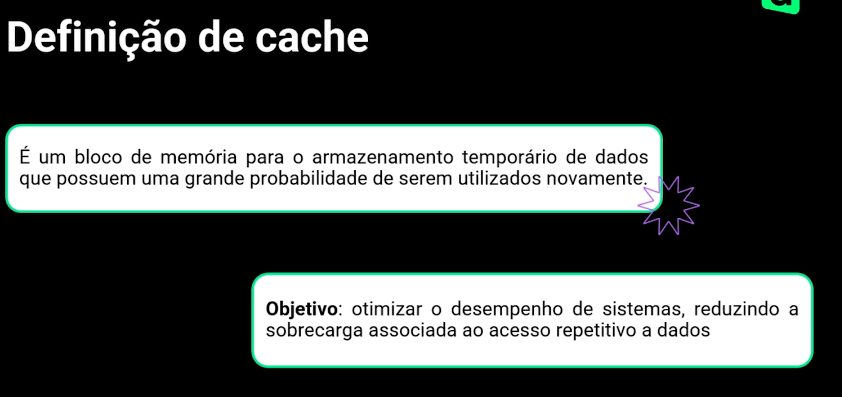 Definição de cache
É um bloco de memória para o armazenamento temporário de dados
que possuem uma grande probabilidade de serem utilizados novamente.
Objetivo: otimizar o desempenho de sistemas, reduzindo a
sobrecarga associada ao acesso repetitivo a dados